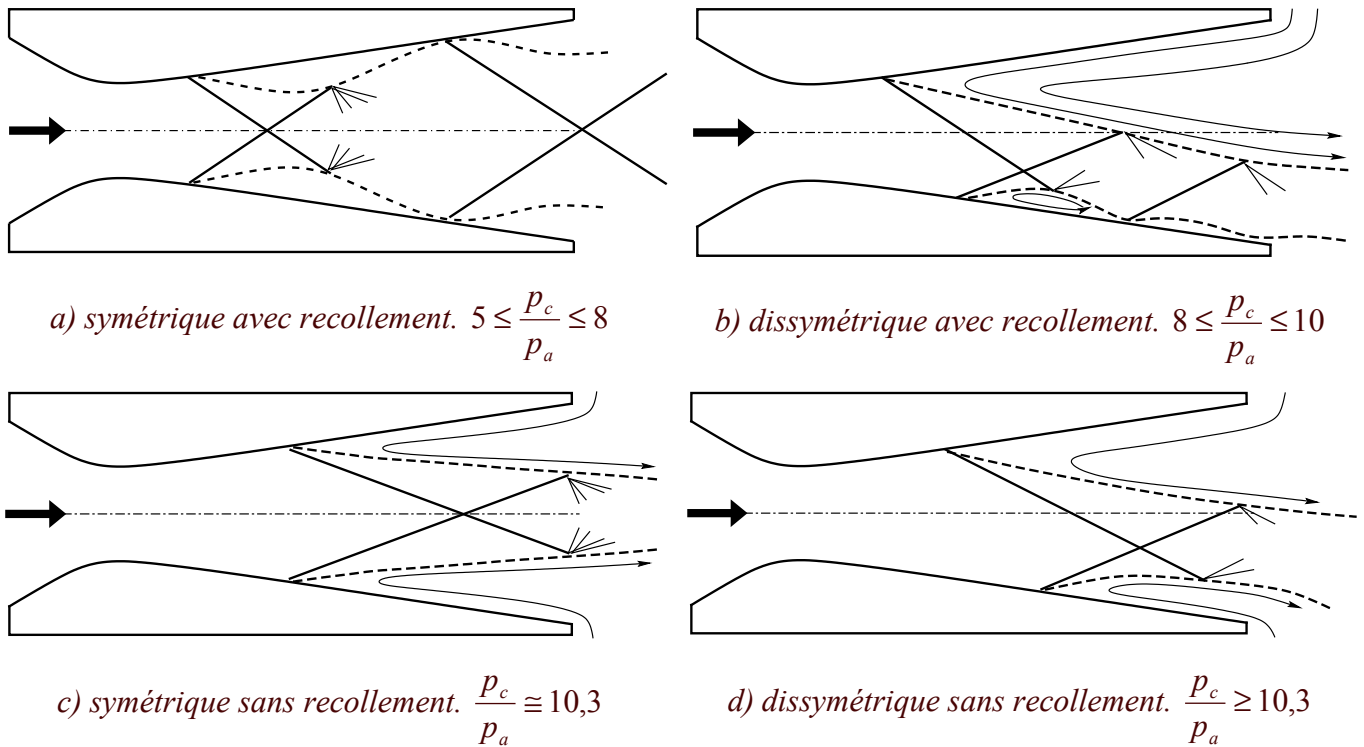 a) symétrique avec recollement. 5 ≤ p_c/p_a ≤ 8
b) dissymétrique avec recollement. 8 ≤ p_c/p_a ≤ 10
c) symétrique sans recollement. p_c/p_a ≅ 10,3
d) dissymétrique sans recollement. p_c/p_a ≥ 10,3